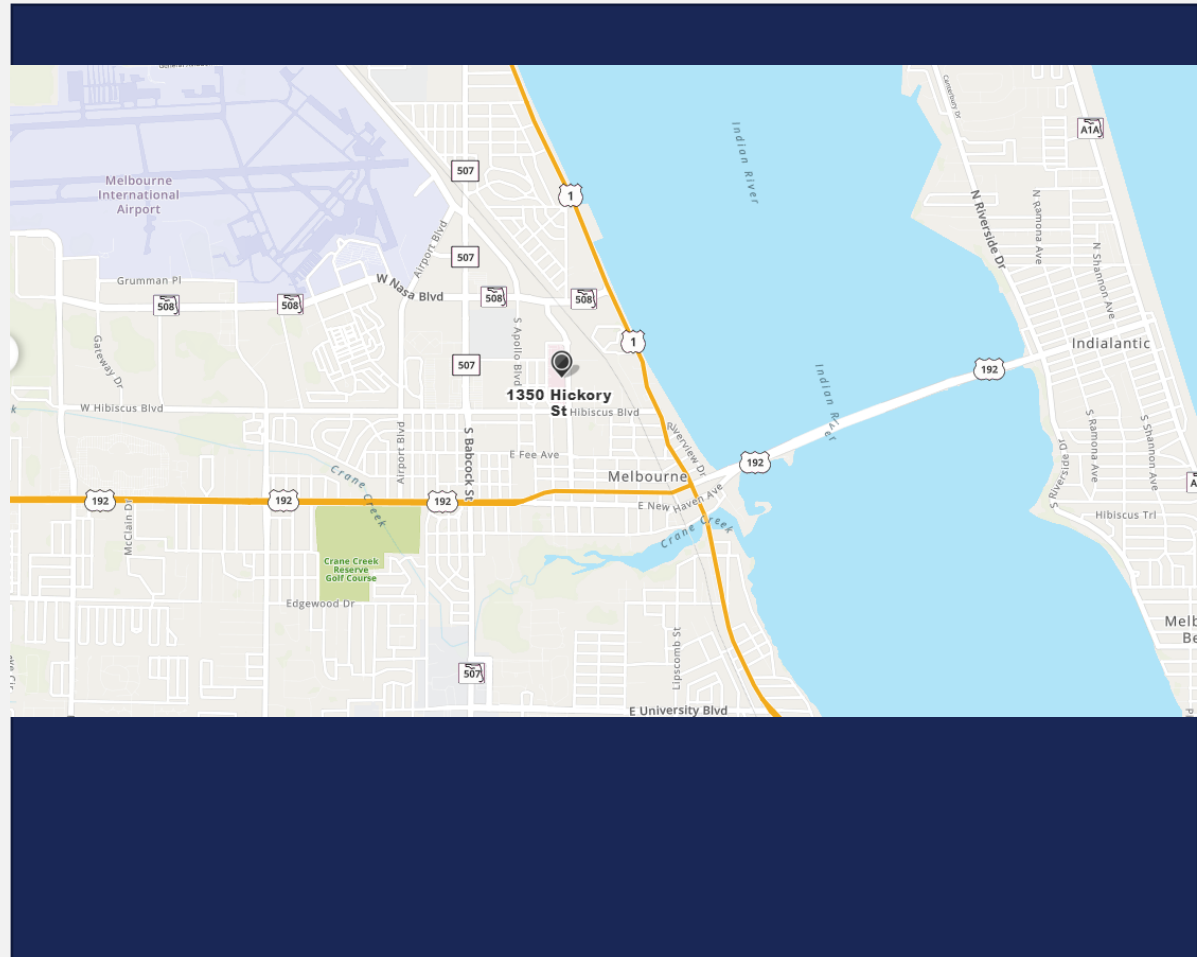 A1A
507
Indian River
Canterbury Dr
1
Melbourne
International
Airport
N Riverside Dr
N Ramona Ave
N Shannon Ave
507
Airport Blvd
Grumman Pl
W Nasa Blvd
508
508
508
508
S Apollo Blvd
1
Indialantic
Gateway Dr
507
192
Indian River
1350 Hickory
St
W Hibiscus Blvd
Hibiscus Blvd
Riverview Dr
Airport Blvd
S Babcock St
E Fee Ave
S Riverside Dr
S Ramona Ave
S Shannon Ave
192
Melbourne
Crane Creek
192
192
192
E New Haven Ave
McClain Dr
Crane Creek
Hibiscus Trl
Crane Creek
Reserve
Golf Course
Edgewood Dr
Lipscomb St
507
E University Blvd